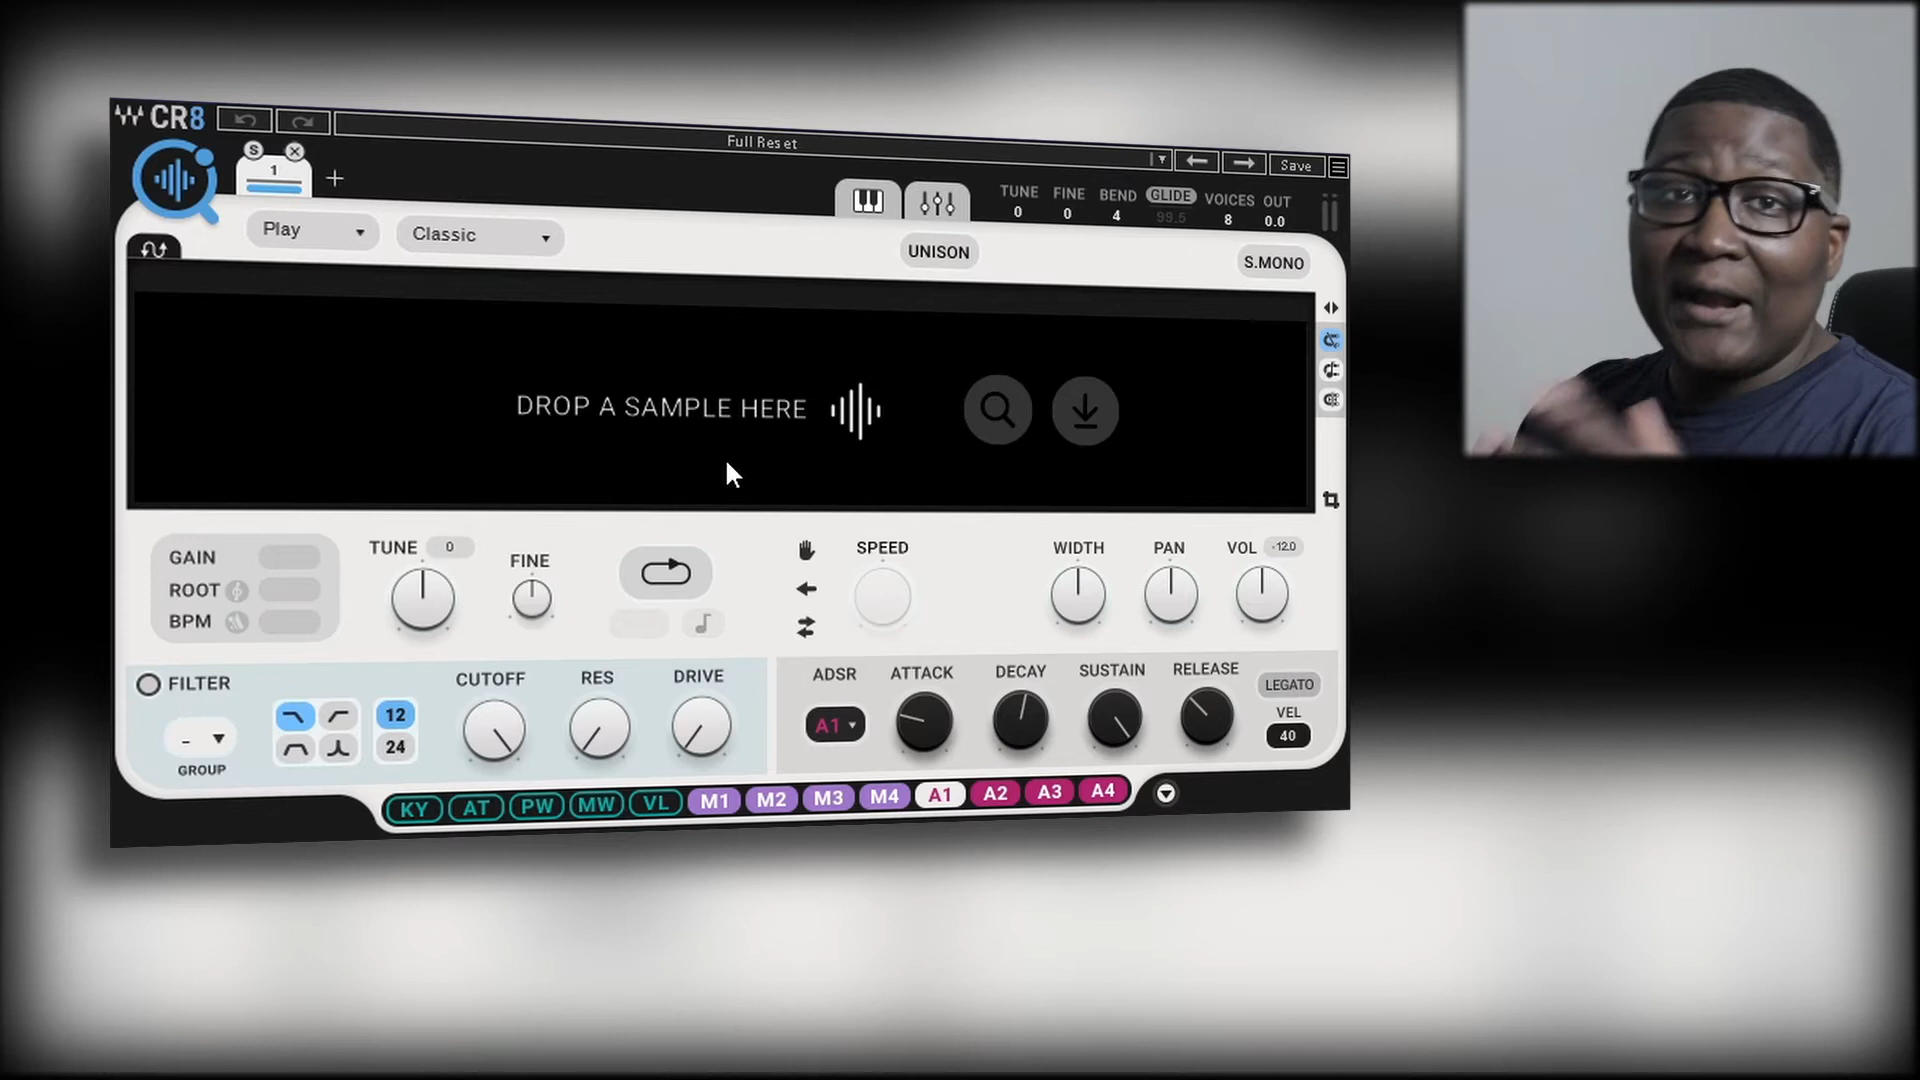 CR8
Full Reset
Save
S
1
TUNE FINE BEND GLIDE VOICES OUT
0 0 4 99.5 8 0.0
Play
Classic
UNISON
S.MONO
DROP A SAMPLE HERE
GAIN
ROOT
BPM
TUNE 0
FINE
SPEED
WIDTH
PAN
VOL -12.0
FILTER
-
GROUP
12
24
CUTOFF
RES
DRIVE
ADSR
A1
ATTACK
DECAY
SUSTAIN
RELEASE
LEGATO
VEL
40
KY AT PW MW VL M1 M2 M3 M4 A1 A2 A3 A4